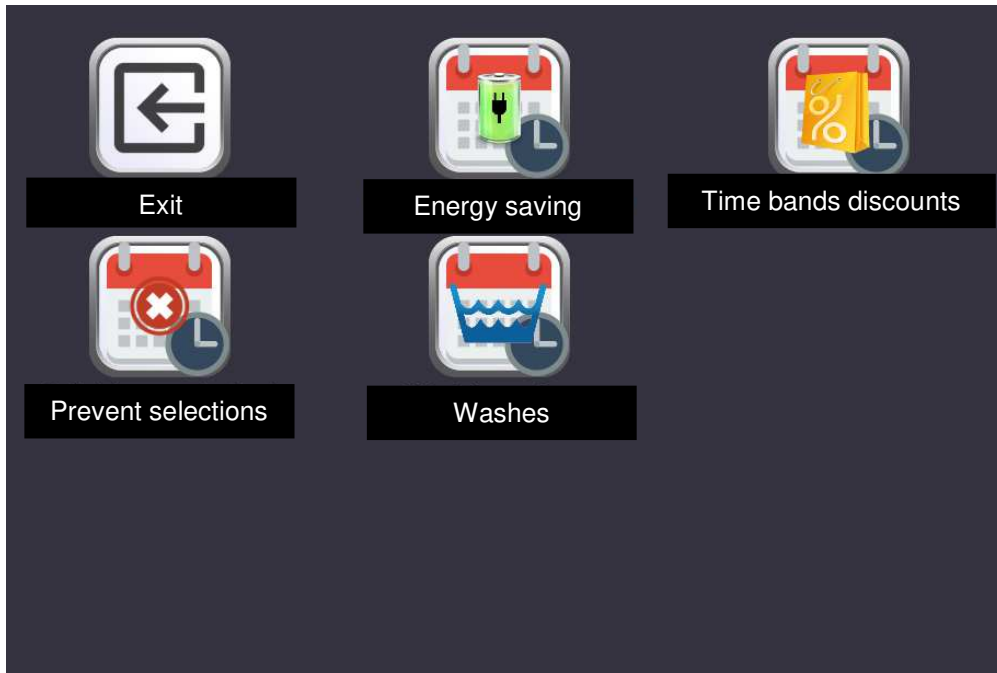 Exit
Energy saving
Time bands discounts
Prevent selections
Washes